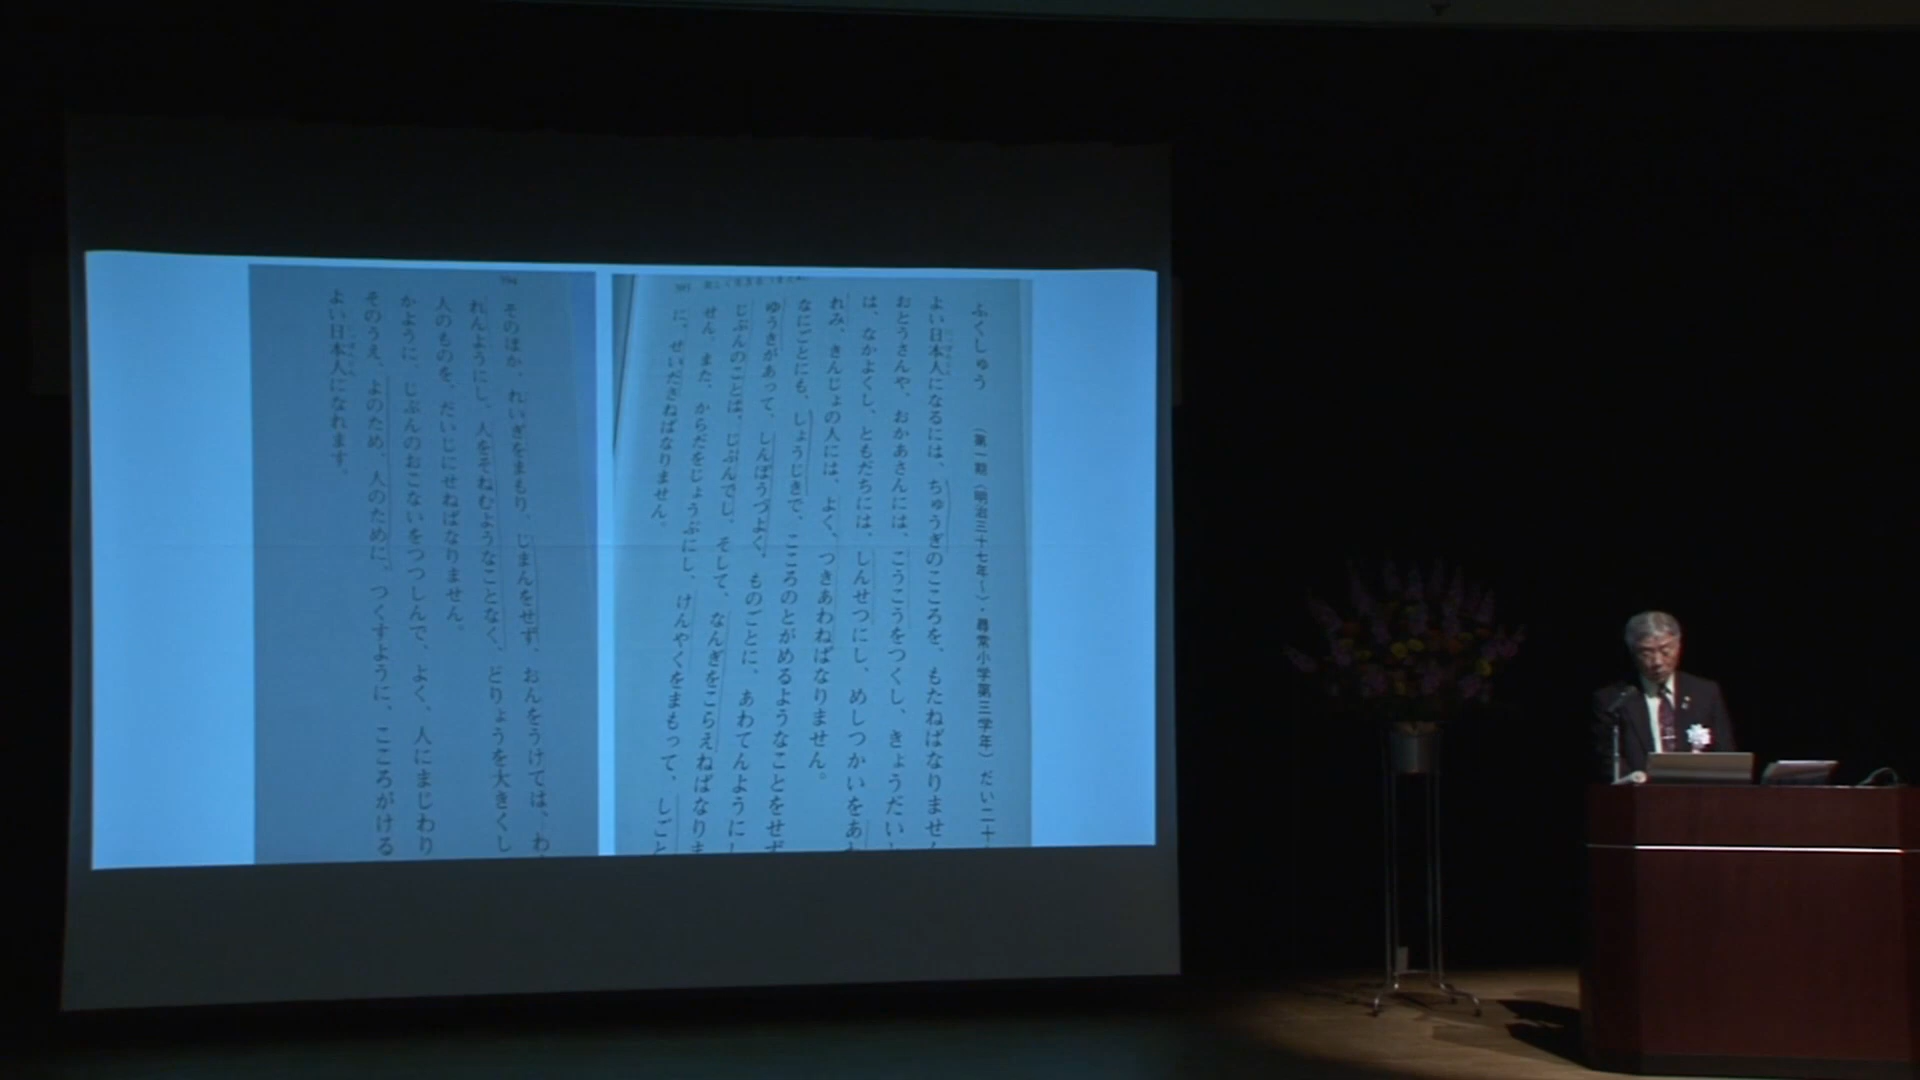 ふくしゅう　（第一期（明治三十七年～）・尋常小学第三学年）だい二十
よい日本人になるには、ちゅうぎのこころを、もたねばなりません
おとうさんや、おかあさんには、こうこうをつくし、きょうだい
は、なかよくし、ともだちには、しんせつにし、めしつかいをあ
れみ、きんじょの人には、よく、つきあわねばなりません。
なにごとにも、しょうじきで、こころのとがめるようなことをせず
ゆうきがあって、しんぼうづよく、ものごとに、あわてんようにし
じぶんのことは、じぶんでし、そして、なんぎをこらえねばなりま
せん。また、からだをじょうぶにし、けんやくをまもって、しごと
に、せいださねばなりません。
そのほか、れいぎをまもり、じまんをせず、おんをうけては、わ
れんようにし、人をそねむようなことなく、どりょうを大きくし
人のものを、だいじにせねばなりません。
かように、じぶんのおこないをつつしんで、よく、人にまじわり
そのうえ、よのため、人のために、つくすように、こころがける
よい日本人になれます。